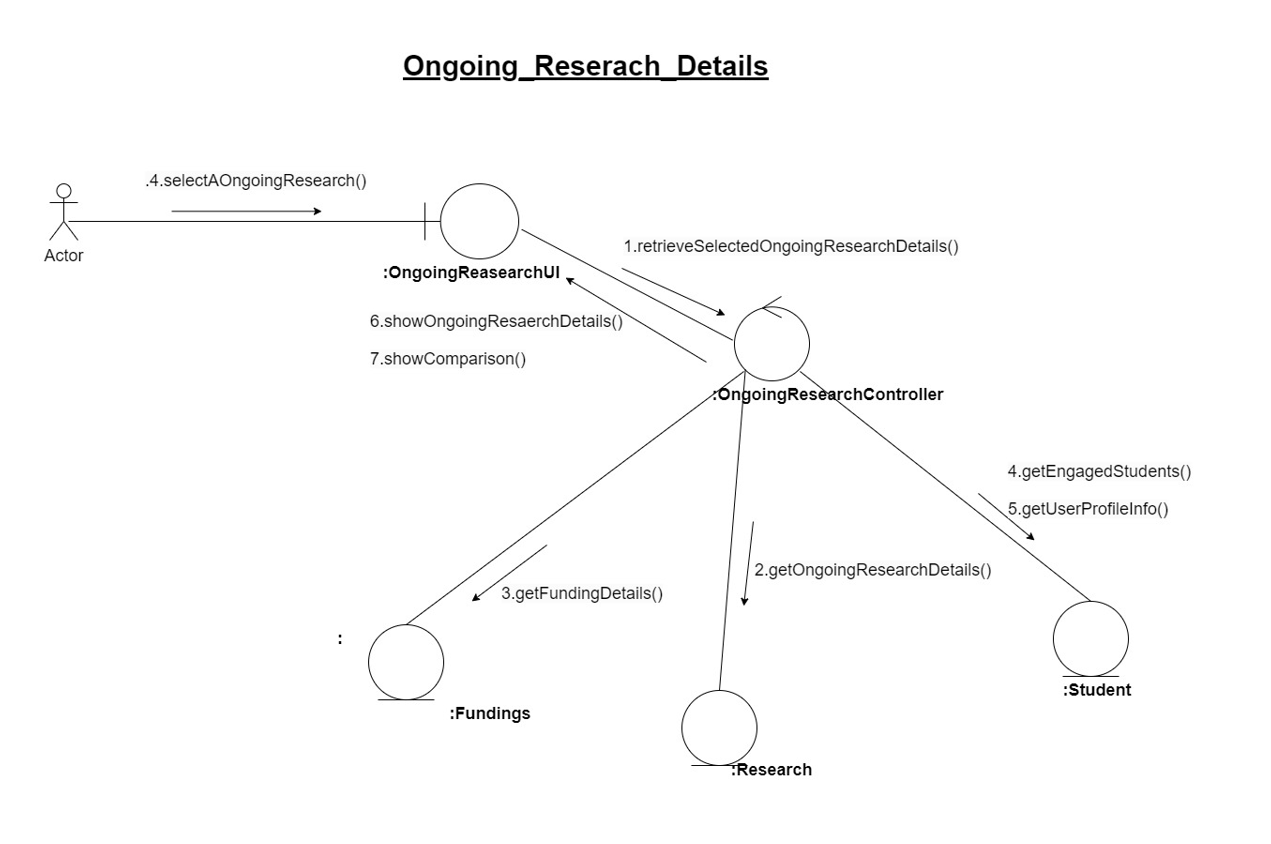 Ongoing_Reserach_Details
.4.selectAOngoingResearch()
Actor
:OngoingReasearchUI
1.retrieveSelectedOngoingResearchDetails()
6.showOngoingResaerchDetails()
7.showComparison()
:OngoingResearchController
4.getEngagedStudents()
5.getUserProfileInfo()
2.getOngoingResearchDetails()
3.getFundingDetails()
:
:Fundings
:Research
:Student